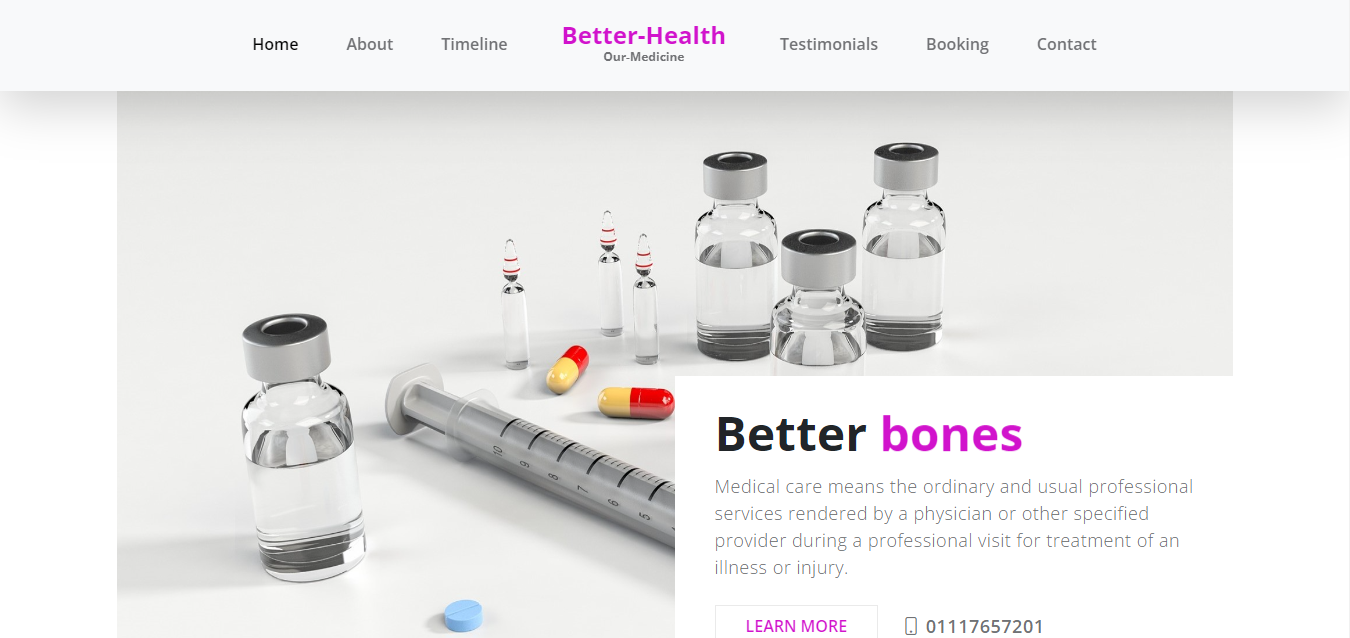 Home About Timeline Better-Health Testimonials Booking Contact
Our-Medicine
10 9 8 7 6 5
Better bones
Medical care means the ordinary and usual professional
services rendered by a physician or other specified
provider during a professional visit for treatment of an
illness or injury.
LEARN MORE 01117657201